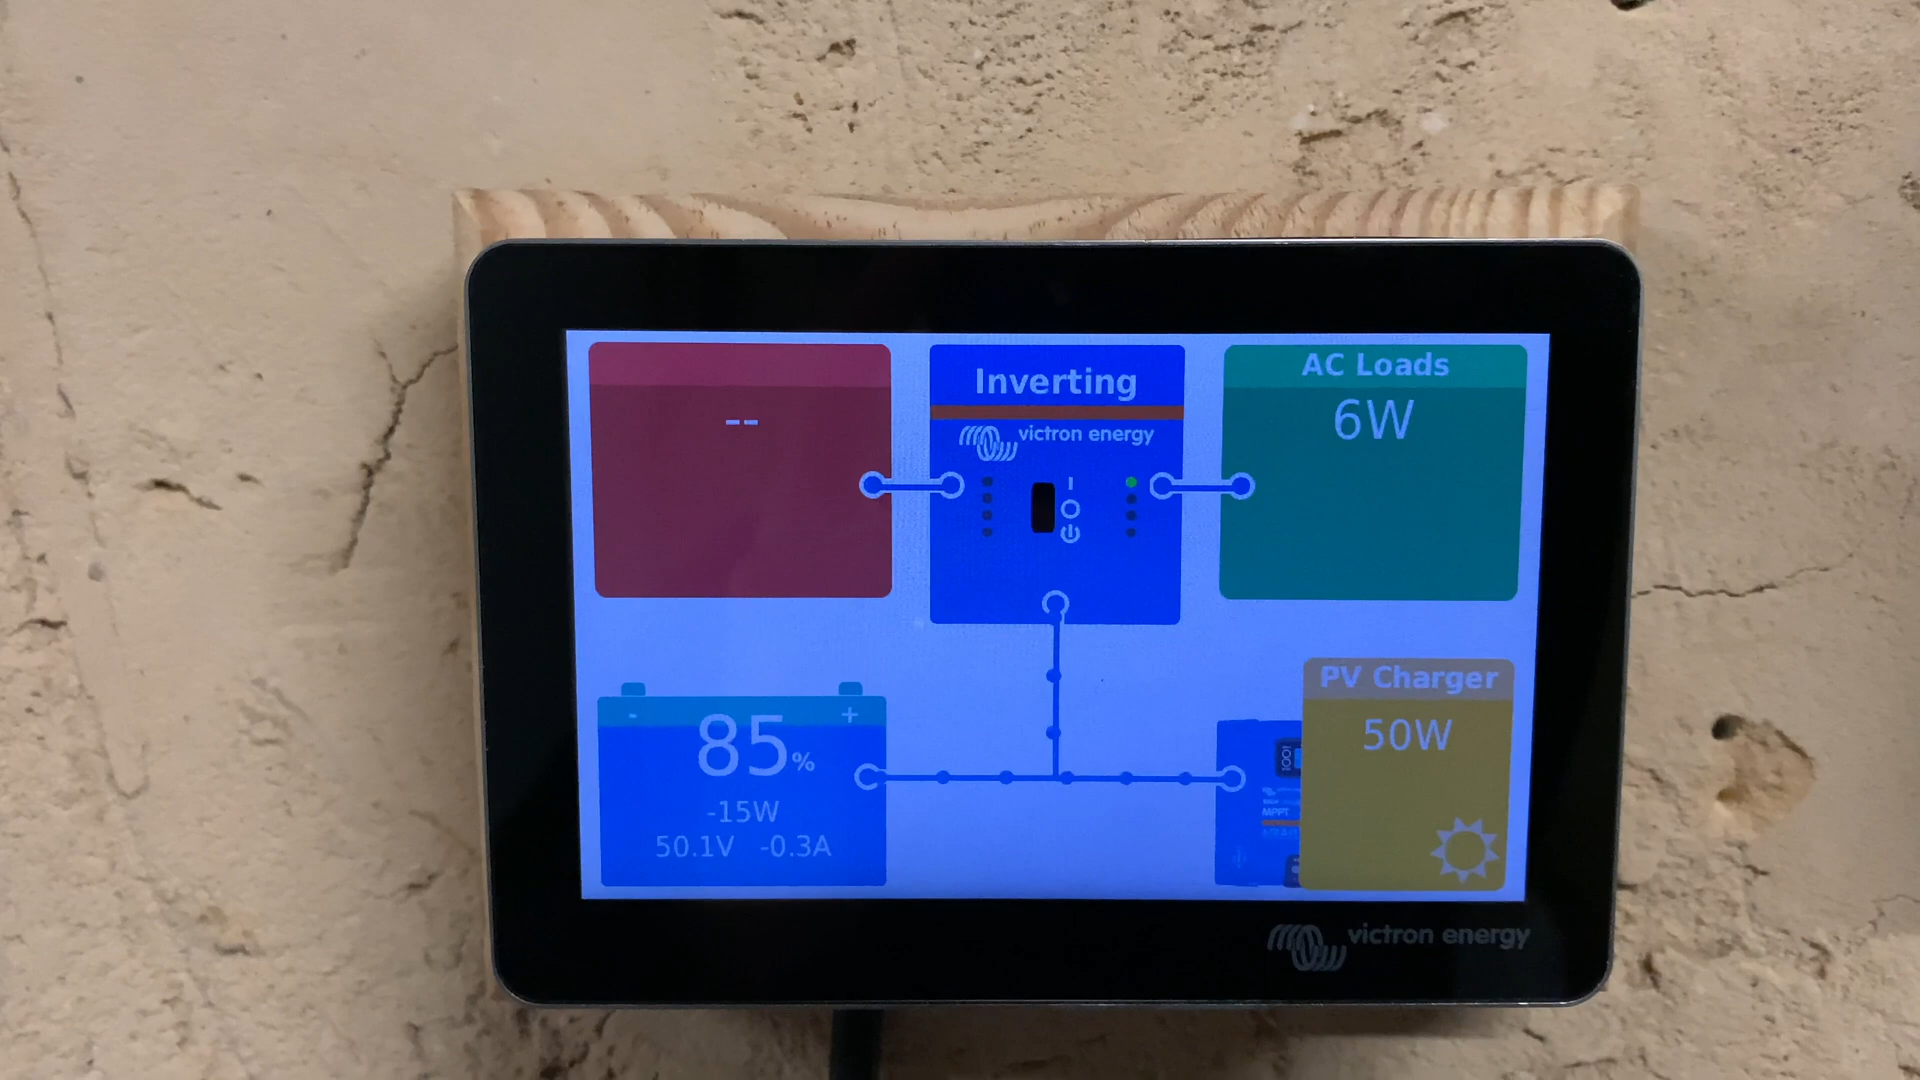 --
Inverting
victron energy
I
O
AC Loads
6W
- +
85%
-15W
50.1V -0.3A
MPPT
PV Charger
50W
victron energy